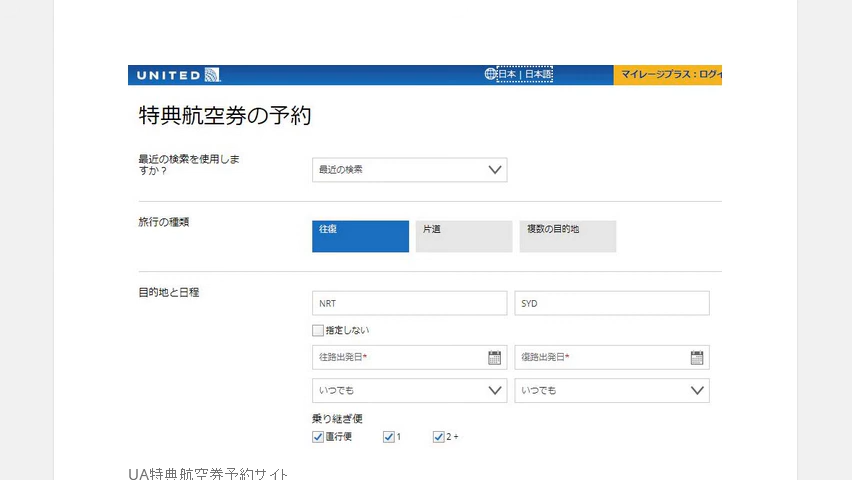 UNITED
日本 | 日本語
マイレージプラス：ログイ
特典航空券の予約
最近の検索を使用しま
すか？
最近の検索
旅行の種類
往復
片道
複数の目的地
目的地と日程
NRT
SYD
指定しない
往路出発日*
復路出発日*
いつでも
いつでも
乗り継ぎ便
直行便
1
2 +
UA特典航空券予約サイト